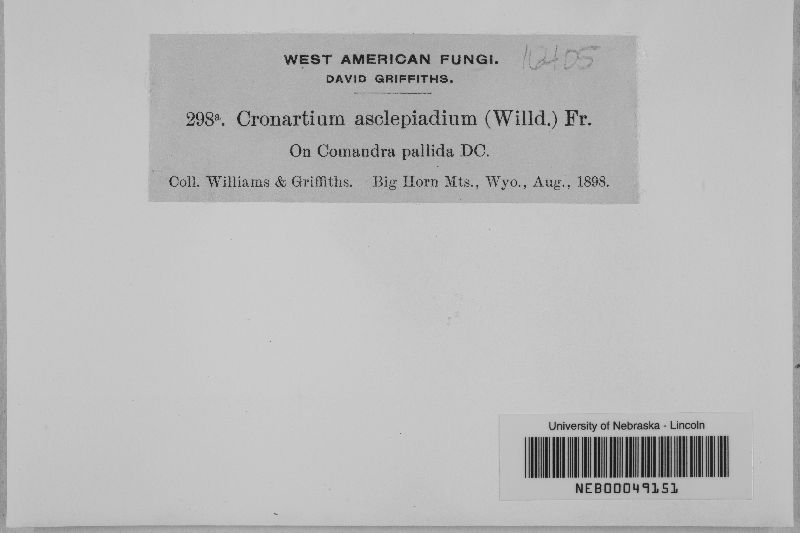 WEST AMERICAN FUNGI. 16405
DAVID GRIFFITHS.
298ª. Cronartium asclepiadium (Willd.) Fr.
On Comandra pallida DC.
Coll. Williams & Griffiths. Big Horn Mts., Wyo., Aug., 1898.
University of Nebraska - Lincoln
NEB00049151